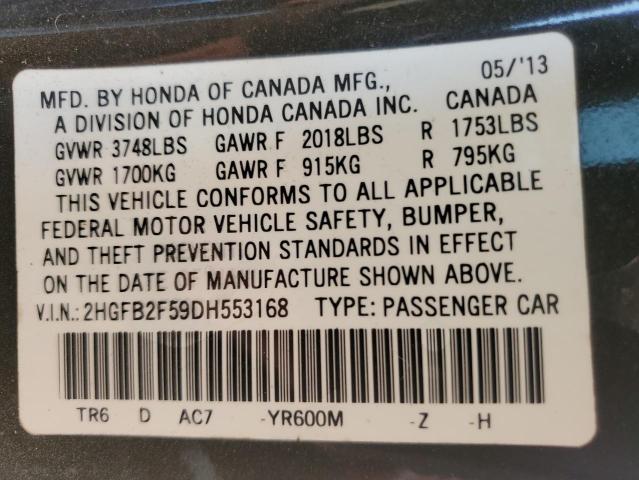 MFD. BY HONDA OF CANADA MFG., 05/'13
A DIVISION OF HONDA CANADA INC. CANADA
GVWR 3748LBS GAWR F 2018LBS R 1753LBS
GVWR 1700KG GAWR F 915KG R 795KG
THIS VEHICLE CONFORMS TO ALL APPLICABLE
FEDERAL MOTOR VEHICLE SAFETY, BUMPER,
AND THEFT PREVENTION STANDARDS IN EFFECT
ON THE DATE OF MANUFACTURE SHOWN ABOVE.
V.I.N.: 2HGFB2F59DH553168 TYPE: PASSENGER CAR
TR6 D AC7 -YR600M -Z -H